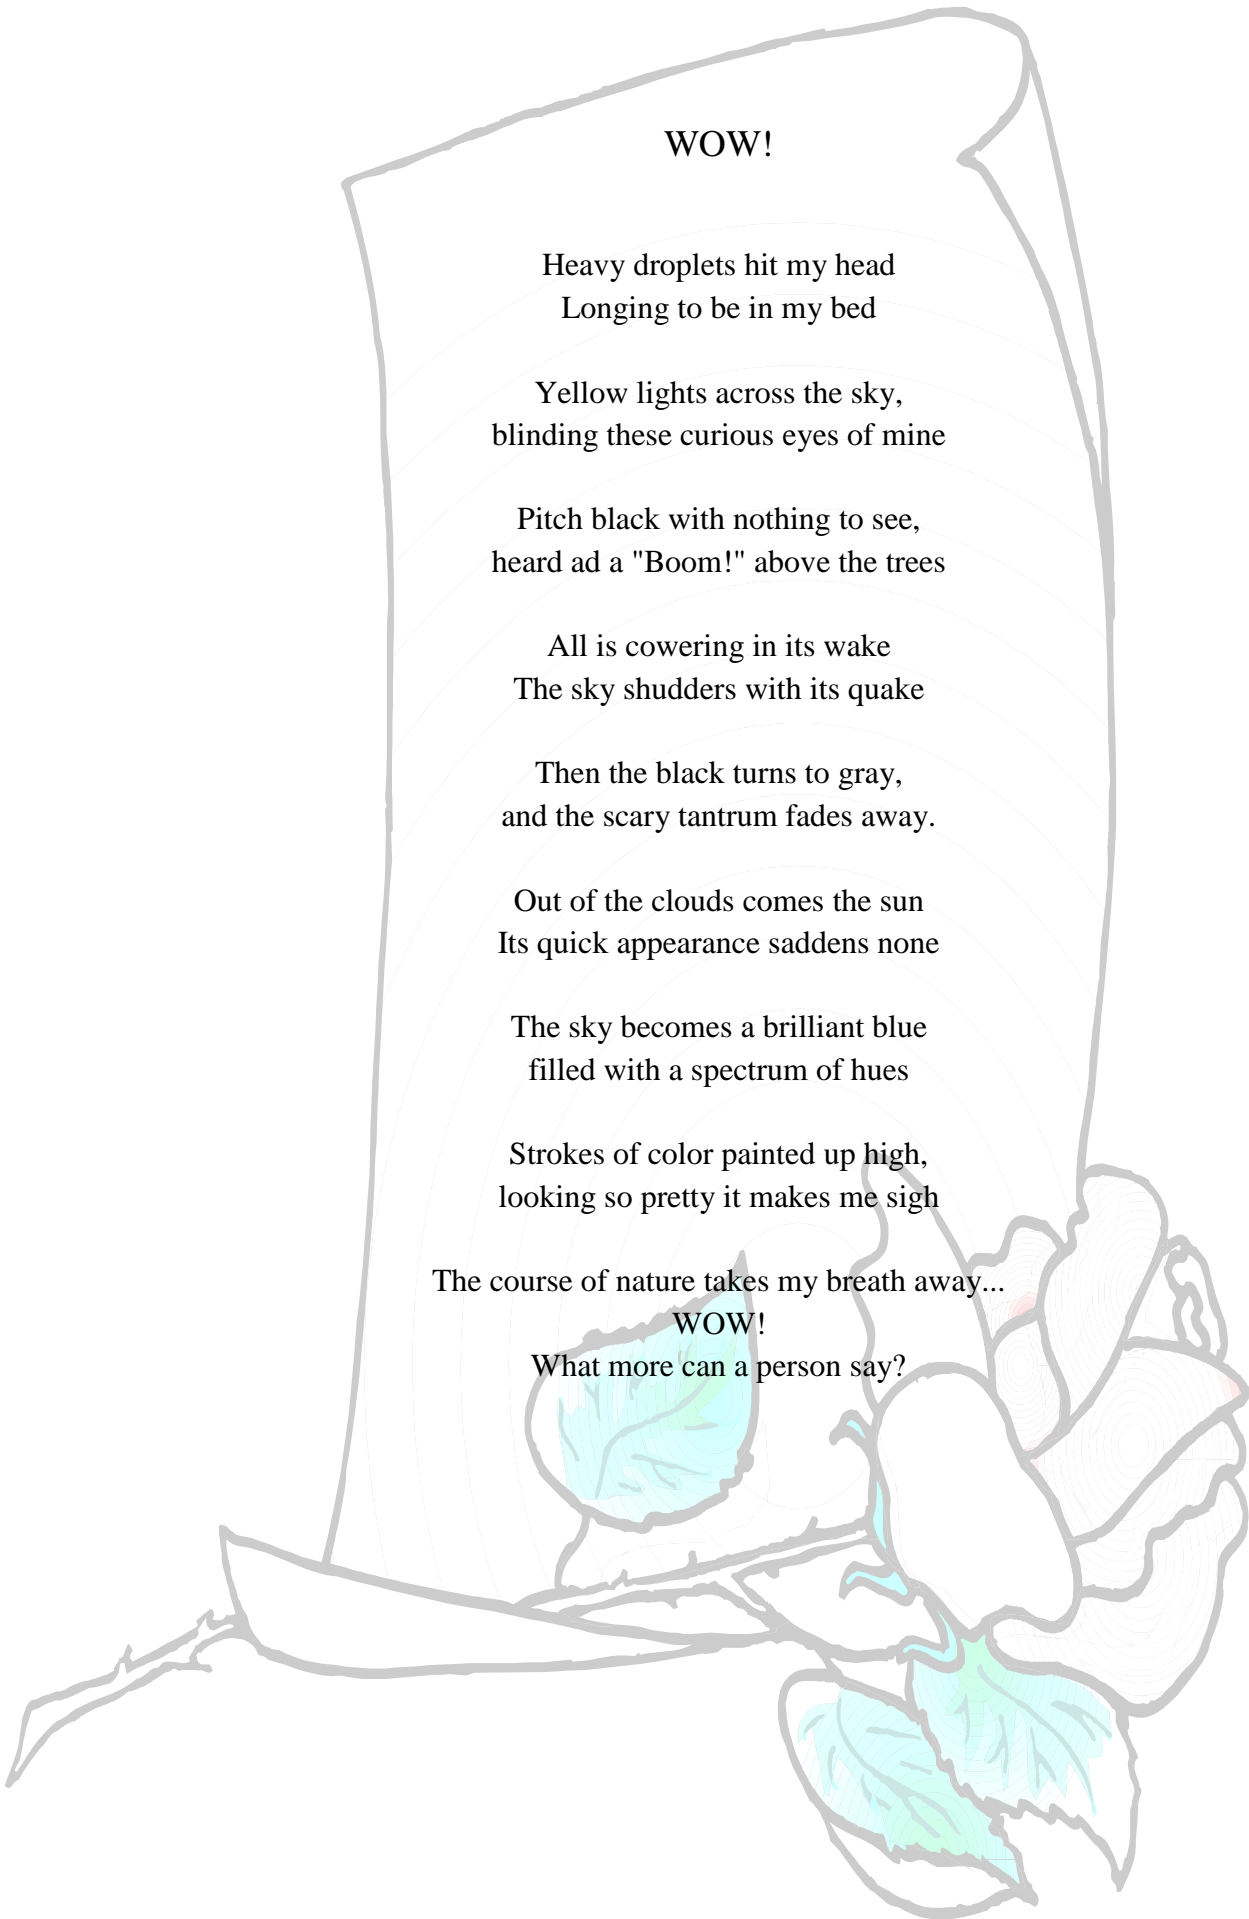 WOW!
Heavy droplets hit my head
Longing to be in my bed
Yellow lights across the sky,
blinding these curious eyes of mine
Pitch black with nothing to see,
heard ad a "Boom!" above the trees
All is cowering in its wake
The sky shudders with its quake
Then the black turns to gray,
and the scary tantrum fades away.
Out of the clouds comes the sun
Its quick appearance saddens none
The sky becomes a brilliant blue
filled with a spectrum of hues
Strokes of color painted up high,
looking so pretty it makes me sigh
The course of nature takes my breath away...
WOW!
What more can a person say?